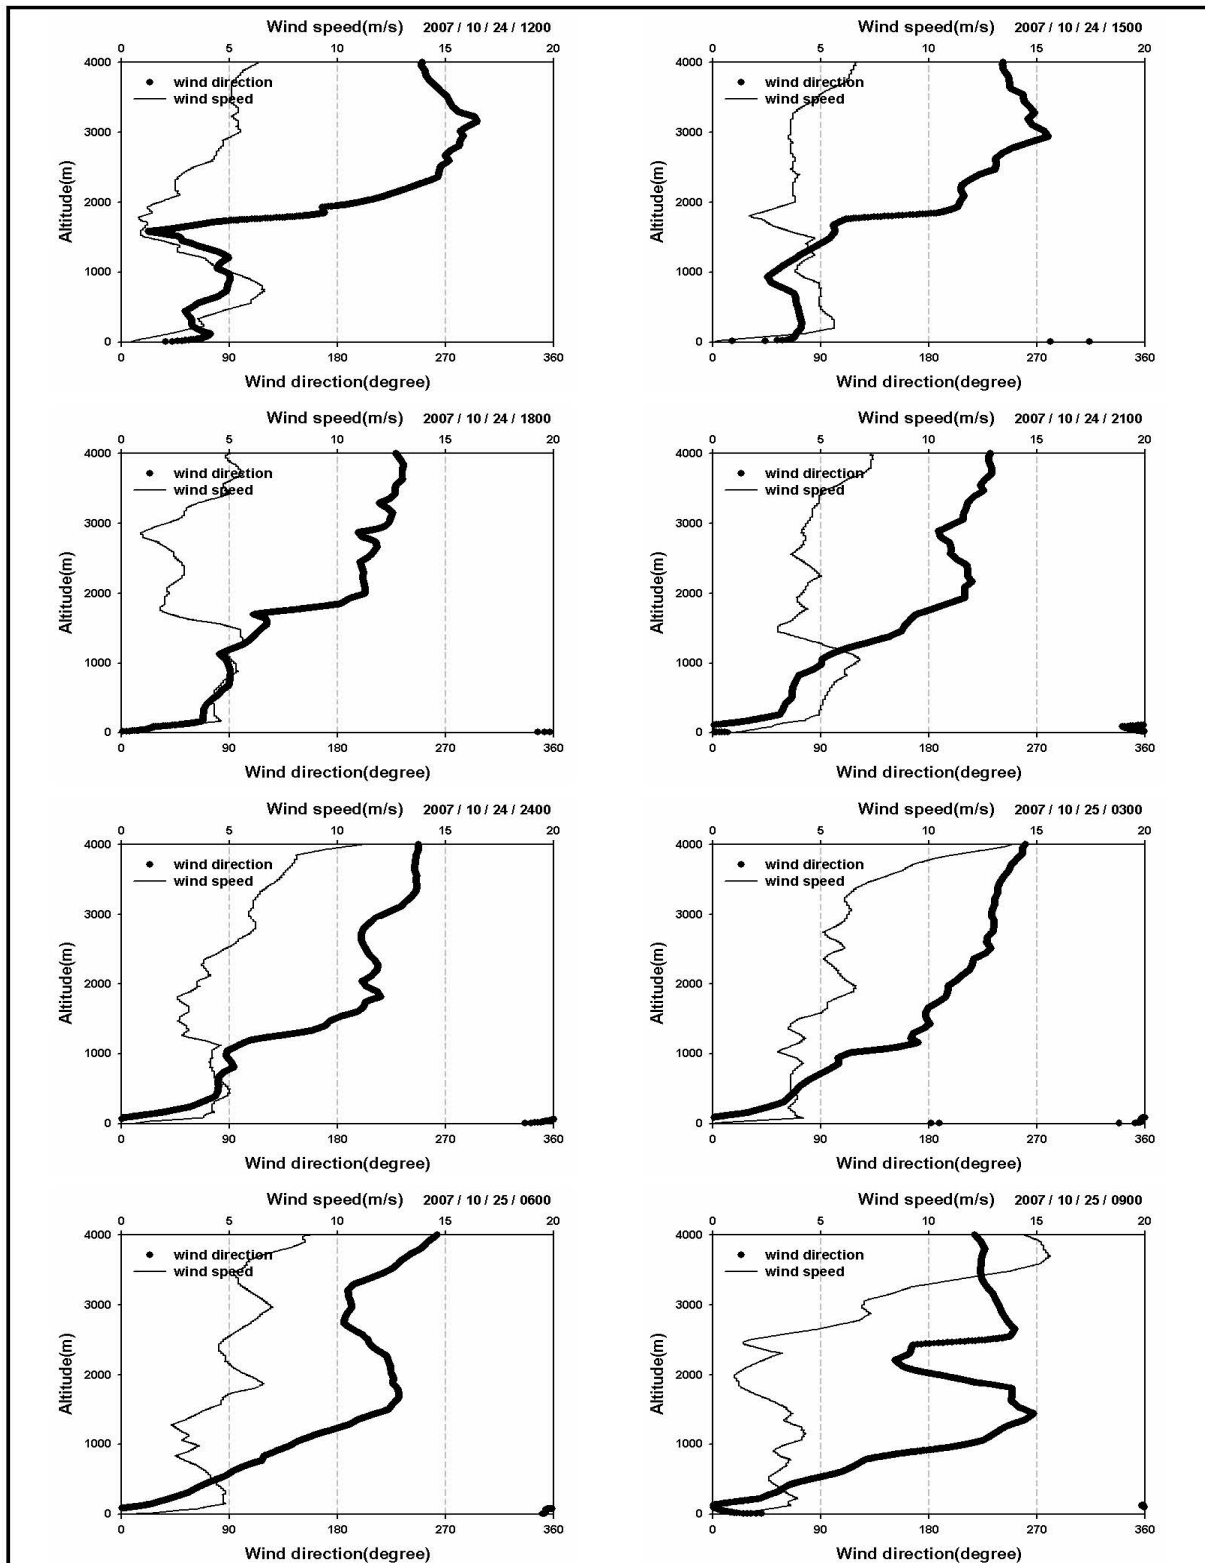 Wind speed(m/s) 2007 / 10 / 24 / 1200
0 5 10 15 20
4000
wind direction
wind speed
3000
Altitude(m)
2000
1000
0
0 90 180 270 360
Wind direction(degree)
Wind speed(m/s) 2007 / 10 / 24 / 1500
0 5 10 15 20
4000
wind direction
wind speed
3000
Altitude(m)
2000
1000
0
0 90 180 270 360
Wind direction(degree)
Wind speed(m/s) 2007 / 10 / 24 / 1800
0 5 10 15 20
4000
wind direction
wind speed
3000
Altitude(m)
2000
1000
0
0 90 180 270 360
Wind direction(degree)
Wind speed(m/s) 2007 / 10 / 24 / 2100
0 5 10 15 20
4000
wind direction
wind speed
3000
Altitude(m)
2000
1000
0
0 90 180 270 360
Wind direction(degree)
Wind speed(m/s) 2007 / 10 / 24 / 2400
0 5 10 15 20
4000
wind direction
wind speed
3000
Altitude(m)
2000
1000
0
0 90 180 270 360
Wind direction(degree)
Wind speed(m/s) 2007 / 10 / 25 / 0300
0 5 10 15 20
4000
wind direction
wind speed
3000
Altitude(m)
2000
1000
0
0 90 180 270 360
Wind direction(degree)
Wind speed(m/s) 2007 / 10 / 25 / 0600
0 5 10 15 20
4000
wind direction
wind speed
3000
Altitude(m)
2000
1000
0
0 90 180 270 360
Wind direction(degree)
Wind speed(m/s) 2007 / 10 / 25 / 0900
0 5 10 15 20
4000
wind direction
wind speed
3000
Altitude(m)
2000
1000
0
0 90 180 270 360
Wind direction(degree)